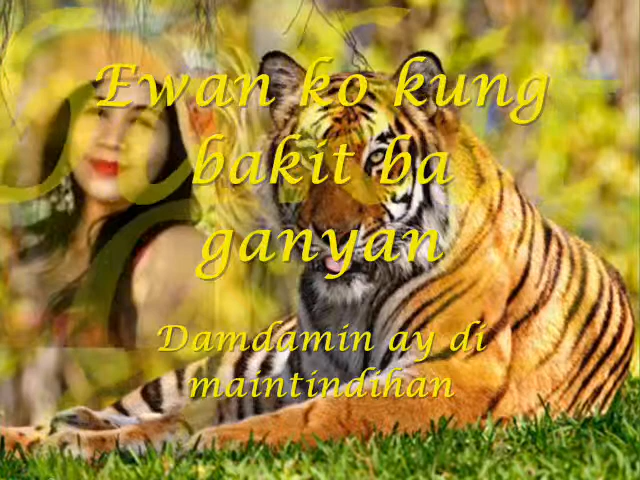 Ewan ko kung
bakit ba
ganyan
Damdamin ay di
maintindihan